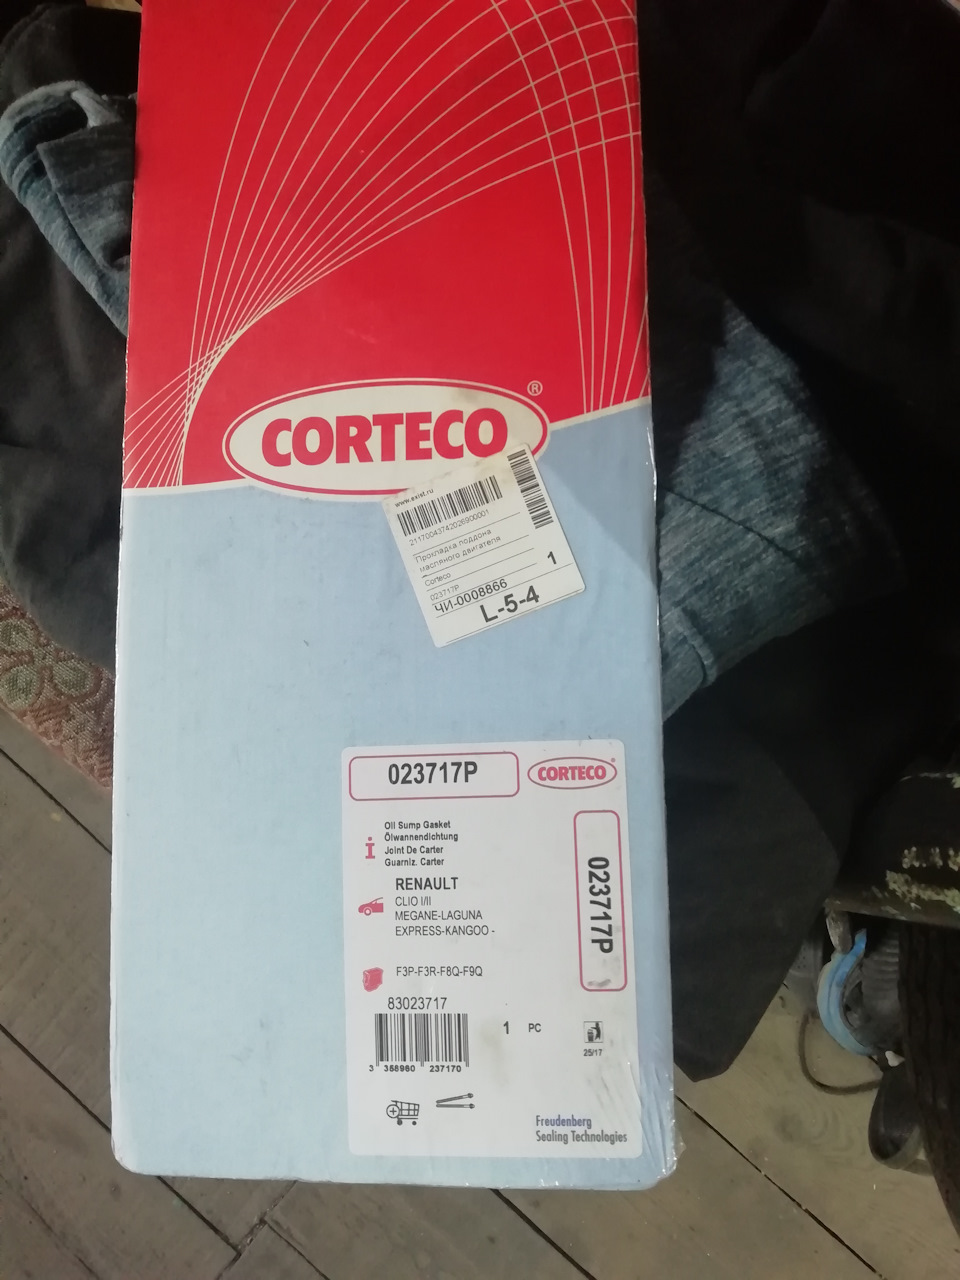 CORTECO
®
www.exist.ru
2117004374202690 0001
Прокладка поддона
масляного двигателя
Corteco
023717P
1
ЧИ-0008866
L-5-4
023717P
CORTECO
Oil Sump Gasket
Ölwannendichtung
Joint De Carter
Guarniz. Carter
RENAULT
CLIO I/II
MEGANE-LAGUNA
EXPRESS-KANGOO -
023717P
F3P-F3R-F8Q-F9Q
83023717
1 PC
25/17
3 358960 237170
Freudenberg
Sealing Technologies